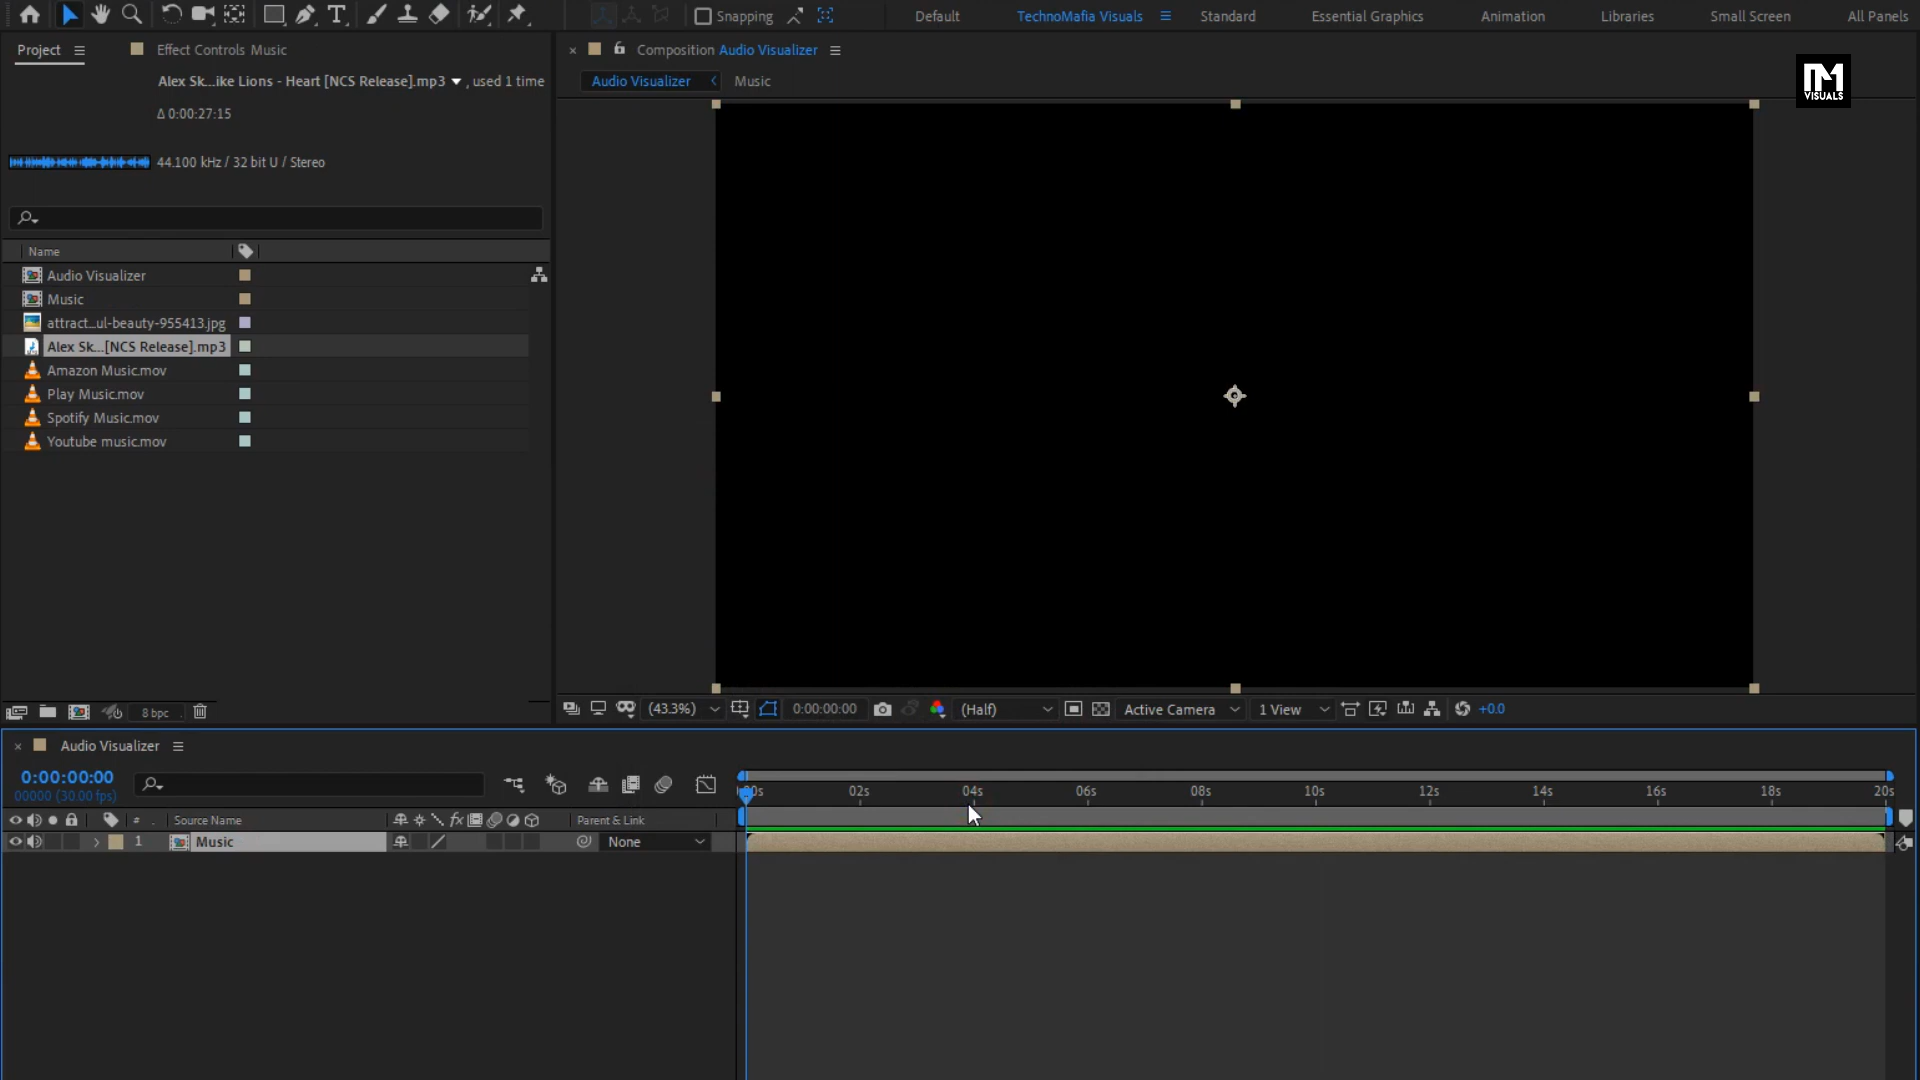 Snapping
Default
TechnoMafia Visuals
Standard
Essential Graphics
Animation
Libraries
Small Screen
All Panels
Project
Effect Controls Music
Composition Audio Visualizer
Alex Sk...ike Lions - Heart [NCS Release].mp3 , used 1 time
Audio Visualizer
Music
Δ 0:00:27:15
VISUALS
44.100 kHz / 32 bit U / Stereo
Name
Audio Visualizer
Music
attract...ul-beauty-955413.jpg
Alex Sk...[NCS Release].mp3
Amazon Music.mov
Play Music.mov
Spotify Music.mov
Youtube music.mov
8 bpc
(43.3%)
0:00:00:00
(Half)
Active Camera
1 View
+0.0
Audio Visualizer
0:00:00:00
00000 (30.00 fps)
00s 02s 04s 06s 08s 10s 12s 14s 16s 18s 20s
# Source Name
Parent & Link
1 Music
None